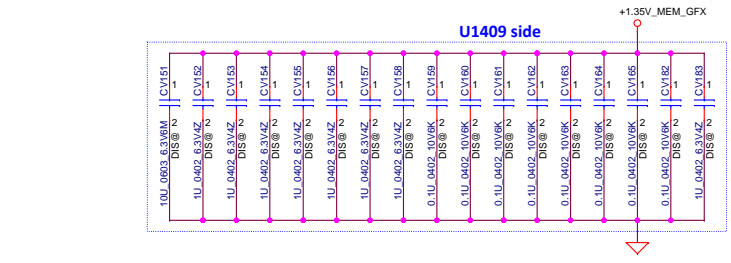 +1.35V_MEM_GFX
U1409 side
CV151
1
2
10U_0603_6.3V6M
DIS@
CV152
1
2
1U_0402_6.3V4Z
DIS@
CV153
1
2
1U_0402_6.3V4Z
DIS@
CV154
1
2
1U_0402_6.3V4Z
DIS@
CV155
1
2
1U_0402_6.3V4Z
DIS@
CV156
1
2
1U_0402_6.3V4Z
DIS@
CV157
1
2
1U_0402_6.3V4Z
DIS@
CV158
1
2
1U_0402_6.3V4Z
DIS@
CV159
1
2
0.1U_0402_10V6K
DIS@
CV160
1
2
0.1U_0402_10V6K
DIS@
CV161
1
2
0.1U_0402_10V6K
DIS@
CV162
1
2
0.1U_0402_10V6K
DIS@
CV163
1
2
0.1U_0402_10V6K
DIS@
CV164
1
2
0.1U_0402_10V6K
DIS@
CV165
1
2
0.1U_0402_10V6K
DIS@
CV182
1
2
0.1U_0402_10V6K
DIS@
CV183
1
2
1U_0402_6.3V4Z
DIS@